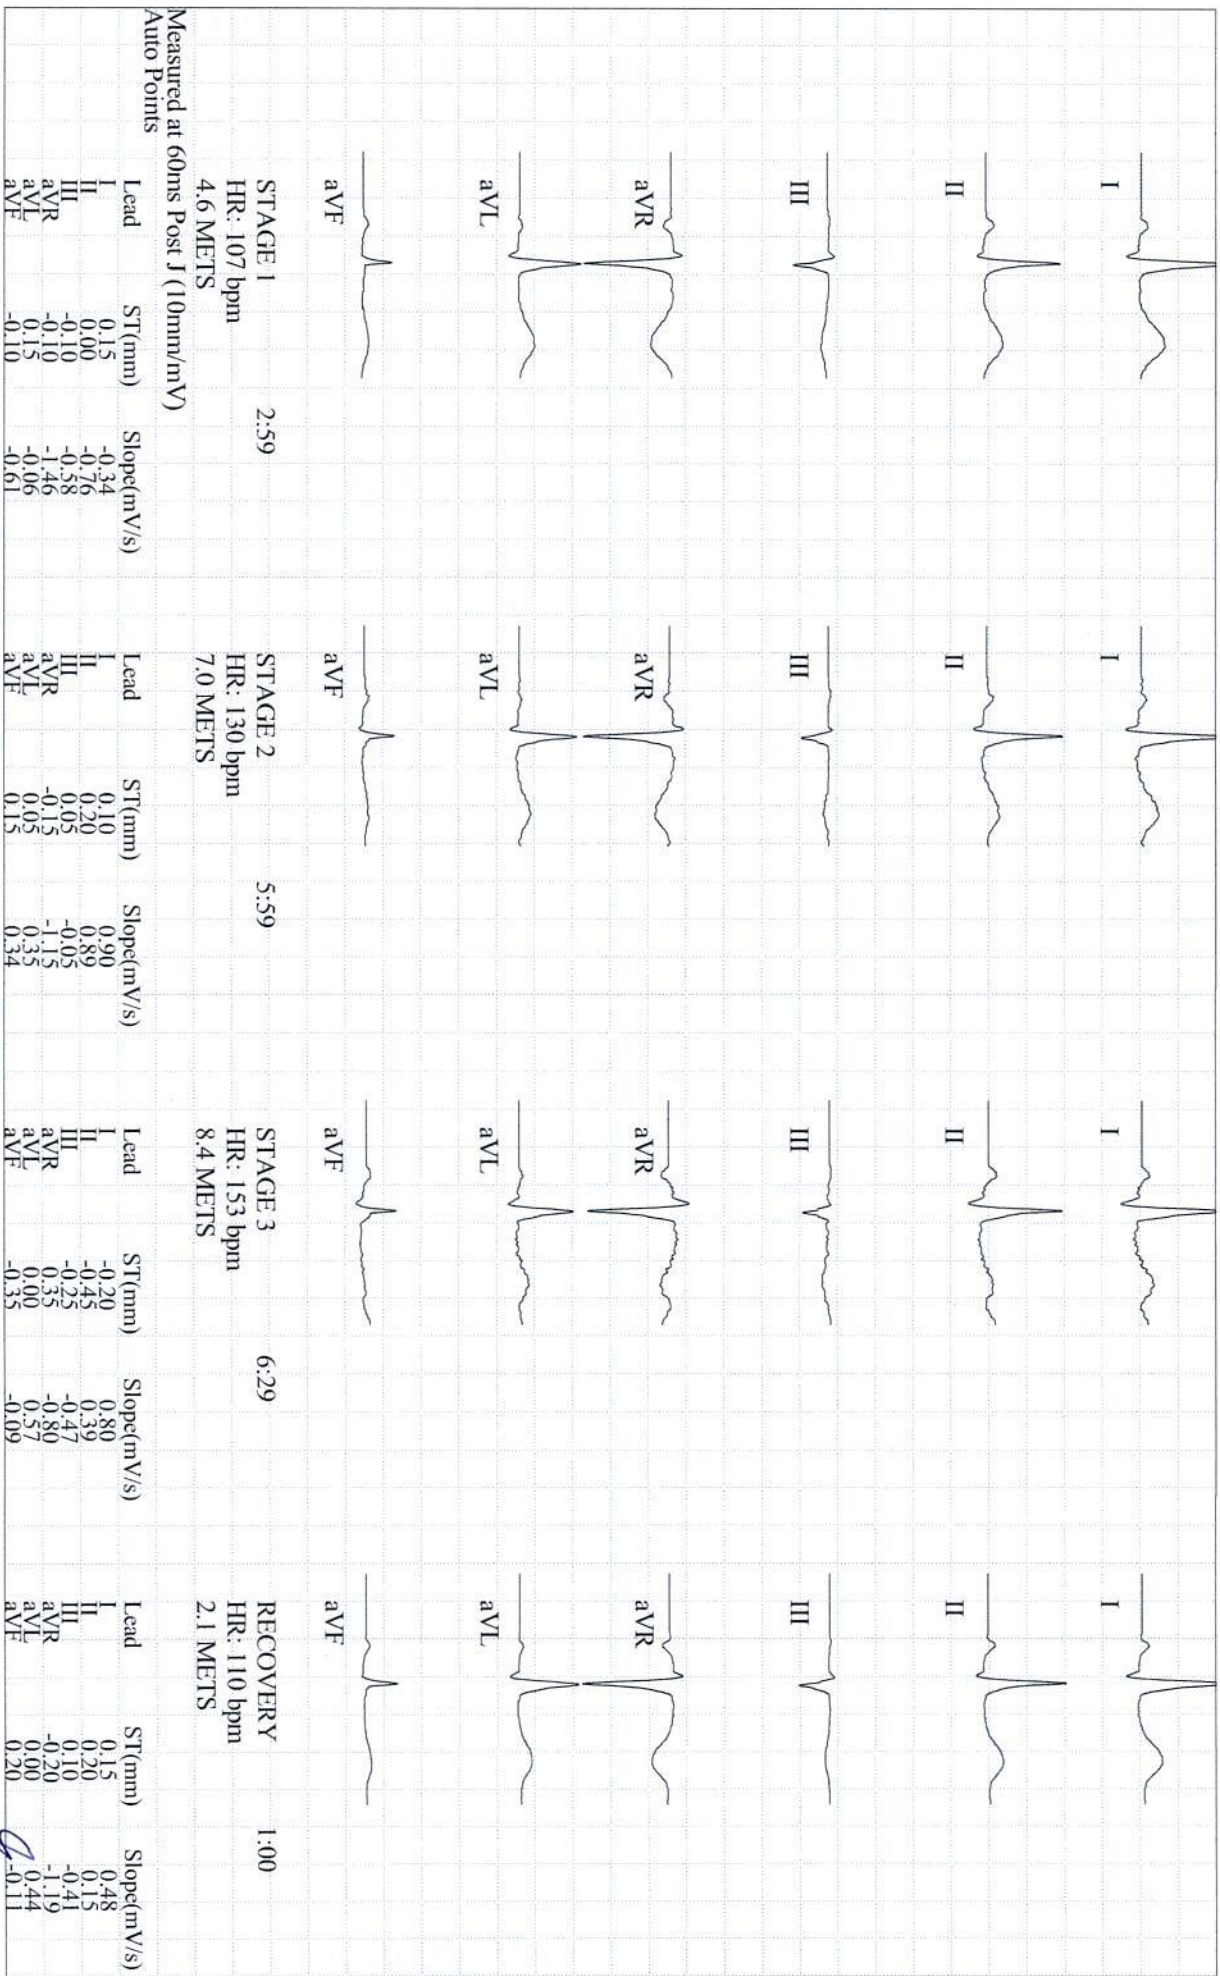 I I I I
II II II II
III III III III
aVR aVR aVR aVR
aVL aVL aVL aVL
aVF aVF aVF aVF
STAGE 1 2:59 STAGE 2 5:59 STAGE 3 6:29 RECOVERY 1:00
HR: 107 bpm HR: 130 bpm HR: 153 bpm HR: 110 bpm
4.6 METS 7.0 METS 8.4 METS 2.1 METS
Measured at 60ms Post J (10mm/mV)
Auto Points
Lead ST(mm) Slope(mV/s) Lead ST(mm) Slope(mV/s) Lead ST(mm) Slope(mV/s) Lead ST(mm) Slope(mV/s)
I 0.15 -0.34 I 0.10 0.90 I -0.20 0.80 I 0.15 0.48
II 0.00 -0.76 II 0.20 0.89 II -0.45 0.39 II 0.20 0.15
III -0.10 -0.58 III 0.05 -0.05 III -0.25 -0.47 III 0.10 -0.41
aVR -0.10 -1.46 aVR -0.15 -1.15 aVR 0.35 -0.80 aVR -0.20 -1.19
aVL 0.15 -0.06 aVL 0.05 0.35 aVL 0.00 0.57 aVL 0.00 0.44
aVF -0.10 -0.61 aVF 0.15 0.34 aVF -0.35 -0.09 aVF 0.20 -0.11